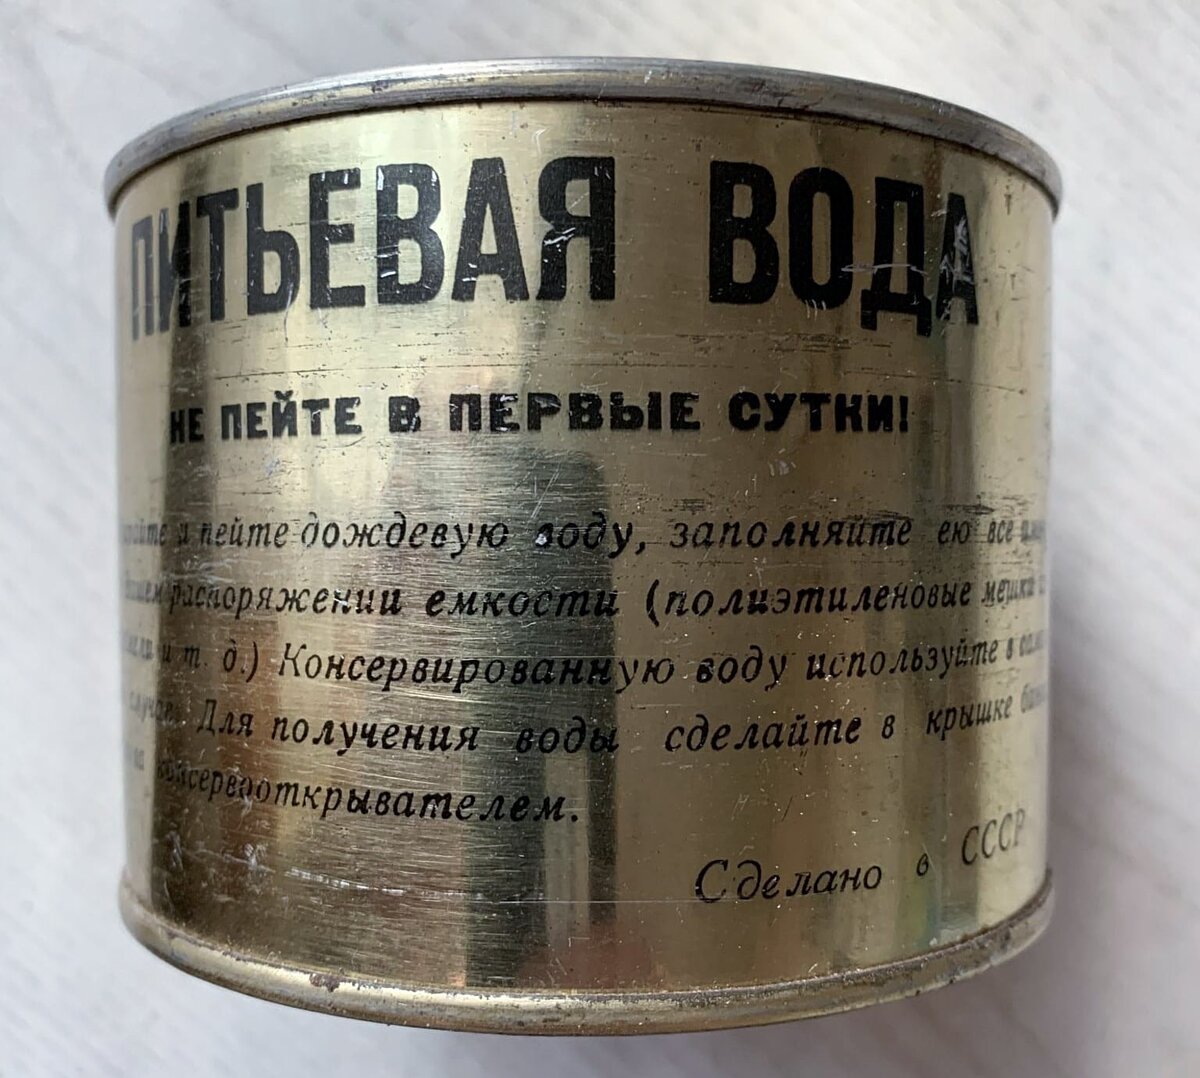 ПИТЬЕВАЯ ВОДА
НЕ ПЕЙТЕ В ПЕРВЫЕ СУТКИ!
и пейте дождевую воду, заполняйте ею все
распоряжении емкости (полиэтиленовые мешки
и т. д.) Консервированную воду используйте в
Для получения воды сделайте в крышке
консервооткрывателем.
Сделано в СССР